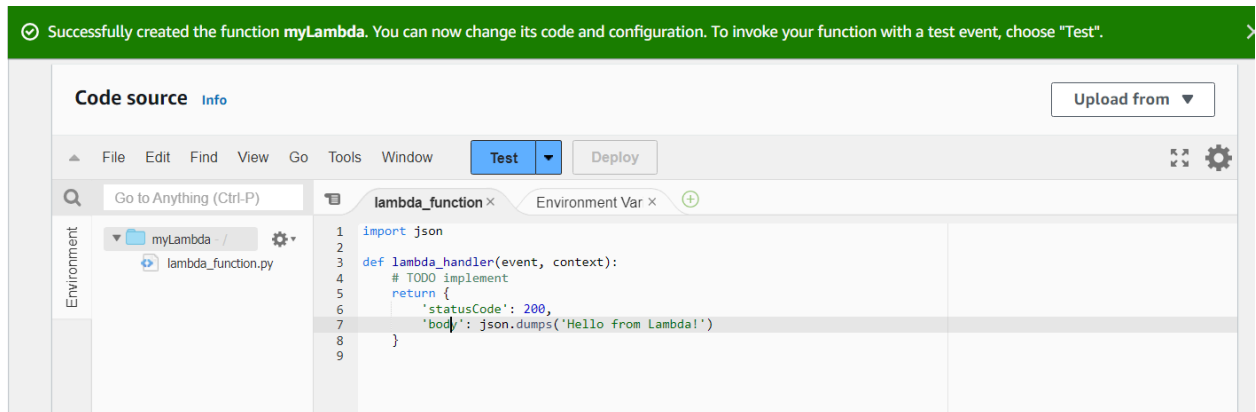 Successfully created the function myLambda. You can now change its code and configuration. To invoke your function with a test event, choose "Test".
Code source Info
Upload from
File Edit Find View Go Tools Window Test Deploy
Go to Anything (Ctrl-P)
lambda_function Environment Var
Environment
myLambda - /
lambda_function.py
1 import json
2
3 def lambda_handler(event, context):
4     # TODO implement
5     return {
6         'statusCode': 200,
7         'body': json.dumps('Hello from Lambda!')
8     }
9